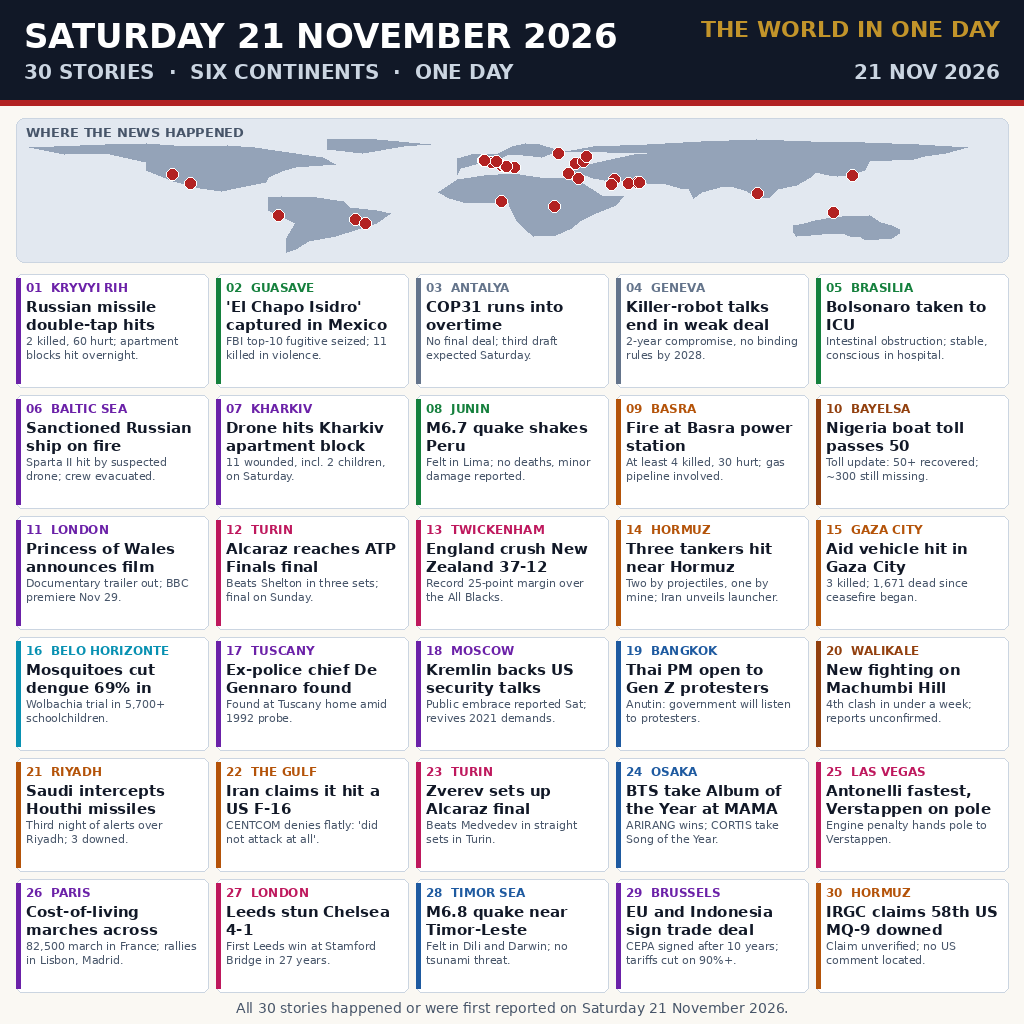 SATURDAY 21 NOVEMBER 2026
THE WORLD IN ONE DAY
30 STORIES · SIX CONTINENTS · ONE DAY
21 NOV 2026
WHERE THE NEWS HAPPENED
01 KRYVYI RIH
Russian missile
double-tap hits
2 killed, 60 hurt; apartment
blocks hit overnight.
02 GUASAVE
'El Chapo Isidro'
captured in Mexico
FBI top-10 fugitive seized; 11
killed in violence.
03 ANTALYA
COP31 runs into
overtime
No final deal; third draft
expected Saturday.
04 GENEVA
Killer-robot talks
end in weak deal
2-year compromise, no binding
rules by 2028.
05 BRASILIA
Bolsonaro taken to
ICU
Intestinal obstruction; stable,
conscious in hospital.
06 BALTIC SEA
Sanctioned Russian
ship on fire
Sparta II hit by suspected
drone; crew evacuated.
07 KHARKIV
Drone hits Kharkiv
apartment block
11 wounded, incl. 2 children,
on Saturday.
08 JUNIN
M6.7 quake shakes
Peru
Felt in Lima; no deaths, minor
damage reported.
09 BASRA
Fire at Basra power
station
At least 4 killed, 30 hurt; gas
pipeline involved.
10 BAYELSA
Nigeria boat toll
passes 50
Toll update: 50+ recovered;
~300 still missing.
11 LONDON
Princess of Wales
announces film
Documentary trailer out; BBC
premiere Nov 29.
12 TURIN
Alcaraz reaches ATP
Finals final
Beats Shelton in three sets;
final on Sunday.
13 TWICKENHAM
England crush New
Zealand 37-12
Record 25-point margin over
the All Blacks.
14 HORMUZ
Three tankers hit
near Hormuz
Two by projectiles, one by
mine; Iran unveils launcher.
15 GAZA CITY
Aid vehicle hit in
Gaza City
3 killed; 1,671 dead since
ceasefire began.
16 BELO HORIZONTE
Mosquitoes cut
dengue 69% in
Wolbachia trial in 5,700+
schoolchildren.
17 TUSCANY
Ex-police chief De
Gennaro found
Found at Tuscany home amid
1992 probe.
18 MOSCOW
Kremlin backs US
security talks
Public embrace reported Sat;
revives 2021 demands.
19 BANGKOK
Thai PM open to
Gen Z protesters
Anutin: government will listen
to protesters.
20 WALIKALE
New fighting on
Machumbi Hill
4th clash in under a week;
reports unconfirmed.
21 RIYADH
Saudi intercepts
Houthi missiles
Third night of alerts over
Riyadh; 3 downed.
22 THE GULF
Iran claims it hit a
US F-16
CENTCOM denies flatly: 'did
not attack at all'.
23 TURIN
Zverev sets up
Alcaraz final
Beats Medvedev in straight
sets in Turin.
24 OSAKA
BTS take Album of
the Year at MAMA
ARIRANG wins; CORTIS take
Song of the Year.
25 LAS VEGAS
Antonelli fastest,
Verstappen on pole
Engine penalty hands pole to
Verstappen.
26 PARIS
Cost-of-living
marches across
82,500 march in France; rallies
in Lisbon, Madrid.
27 LONDON
Leeds stun Chelsea
4-1
First Leeds win at Stamford
Bridge in 27 years.
28 TIMOR SEA
M6.8 quake near
Timor-Leste
Felt in Dili and Darwin; no
tsunami threat.
29 BRUSSELS
EU and Indonesia
sign trade deal
CEPA signed after 10 years;
tariffs cut on 90%+.
30 HORMUZ
IRGC claims 58th US
MQ-9 downed
Claim unverified; no US
comment located.
All 30 stories happened or were first reported on Saturday 21 November 2026.